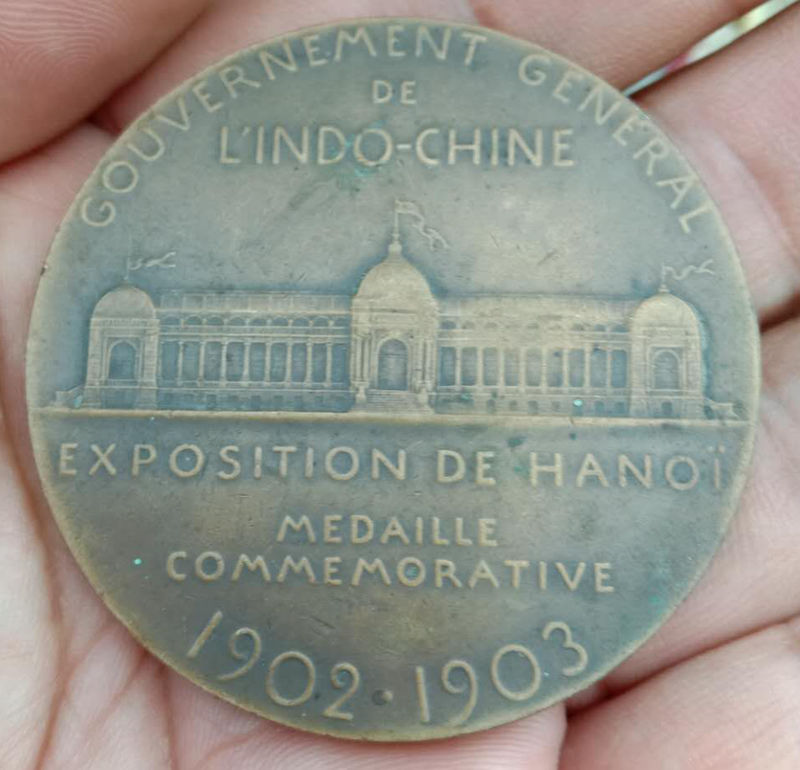 GOUVERNEMENT GENERAL
DE
L'INDO-CHINE
EXPOSITION DE HANOÏ
MEDAILLE
COMMEMORATIVE
1902 · 1903